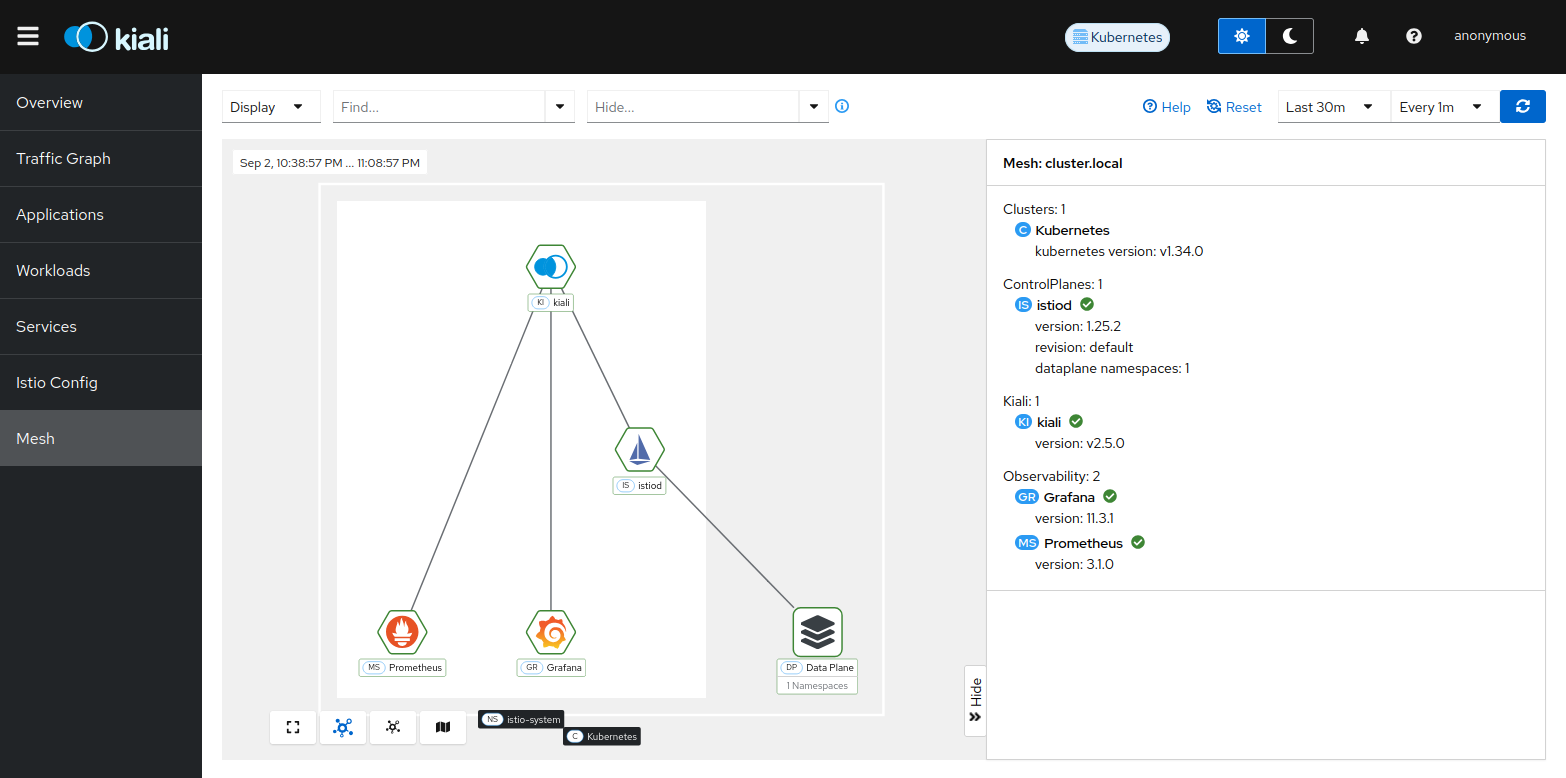 kiali
Kubernetes
anonymous
Overview
Traffic Graph
Applications
Workloads
Services
Istio Config
Mesh
Display
Find...
Hide...
Help
Reset
Last 30m
Every 1m
Sep 2, 10:38:57 PM ... 11:08:57 PM
KI kiali
IS istiod
MS Prometheus
GR Grafana
DP Data Plane
1 Namespaces
NS istio-system
C Kubernetes
Hide
Mesh: cluster.local
Clusters: 1
C Kubernetes
kubernetes version: v1.34.0
ControlPlanes: 1
IS istiod
version: 1.25.2
revision: default
dataplane namespaces: 1
Kiali: 1
KI kiali
version: v2.5.0
Observability: 2
GR Grafana
version: 11.3.1
MS Prometheus
version: 3.1.0